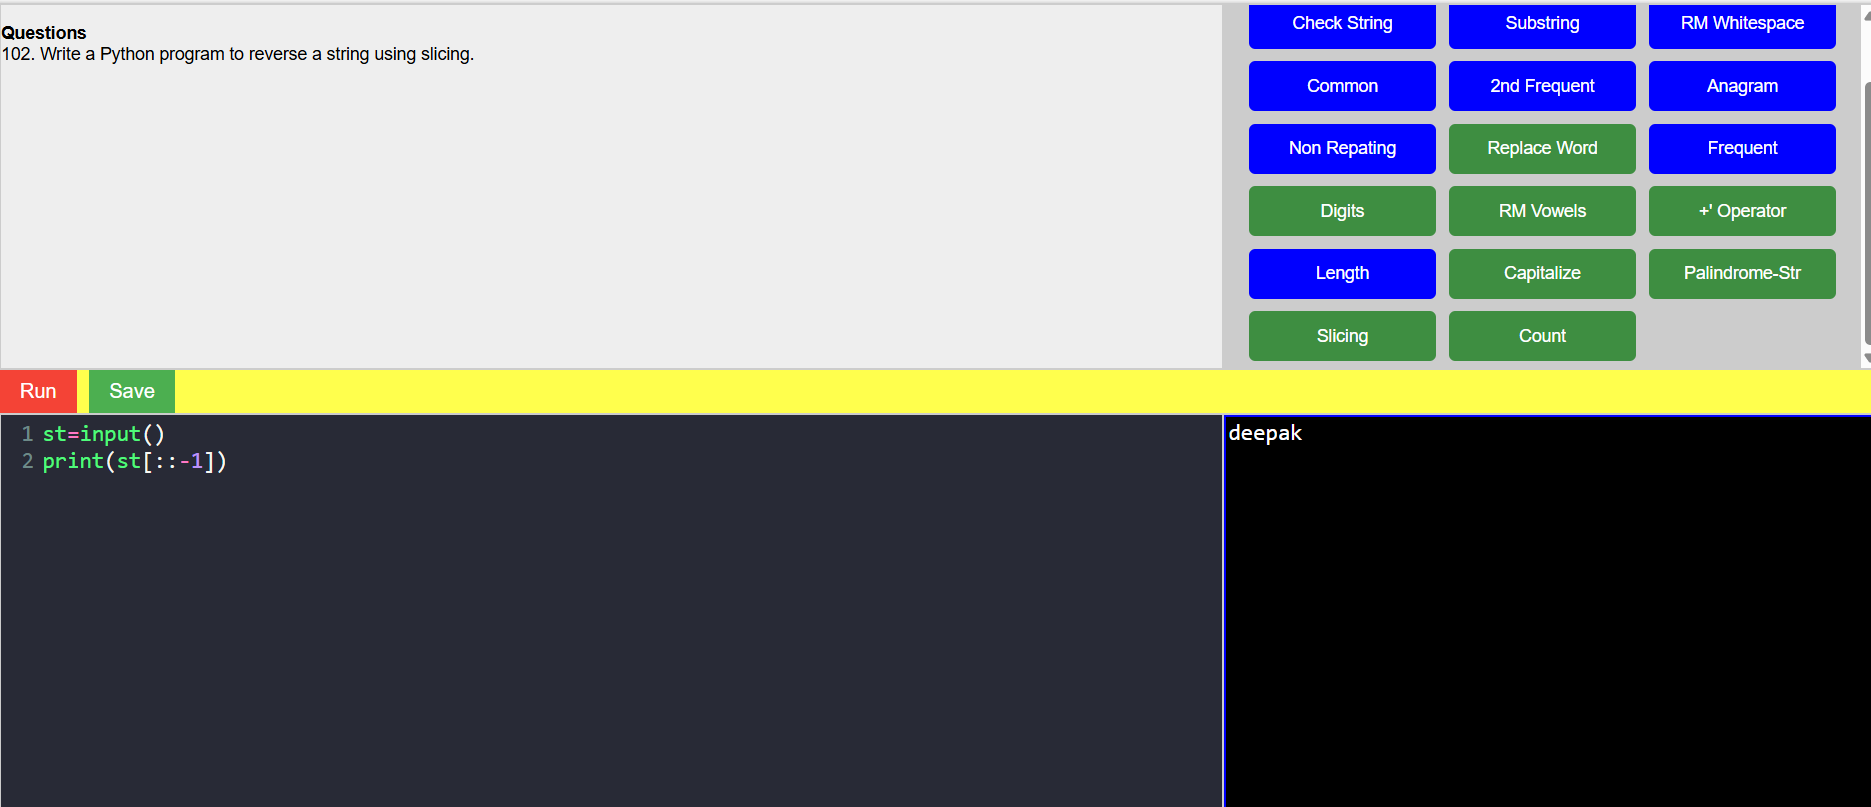 Questions
102. Write a Python program to reverse a string using slicing.
Check String
Substring
RM Whitespace
Common
2nd Frequent
Anagram
Non Repating
Replace Word
Frequent
Digits
RM Vowels
+' Operator
Length
Capitalize
Palindrome-Str
Slicing
Count
Run
Save
1 st=input()
2 print(st[::-1])
deepak